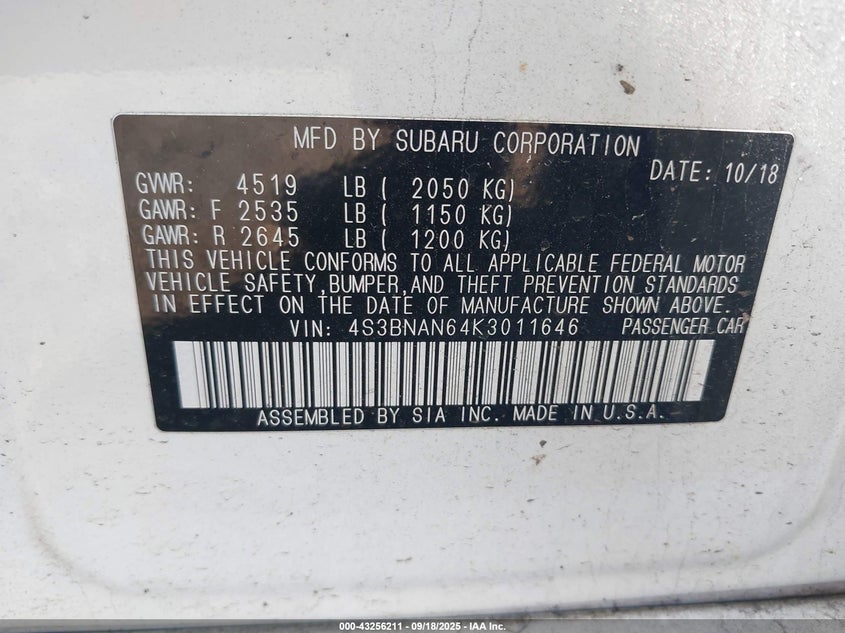 MFD BY SUBARU CORPORATION
DATE: 10/18
GVWR: 4519 LB ( 2050 KG)
GAWR: F 2535 LB ( 1150 KG)
GAWR: R 2645 LB ( 1200 KG)
THIS VEHICLE CONFORMS TO ALL APPLICABLE FEDERAL MOTOR
VEHICLE SAFETY, BUMPER, AND THEFT PREVENTION STANDARDS
IN EFFECT ON THE DATE OF MANUFACTURE SHOWN ABOVE.
VIN: 4S3BNAN64K3011646 PASSENGER CAR
ASSEMBLED BY SIA INC. MADE IN U.S.A.
000-43256211 - 09/18/2025 - IAA Inc.